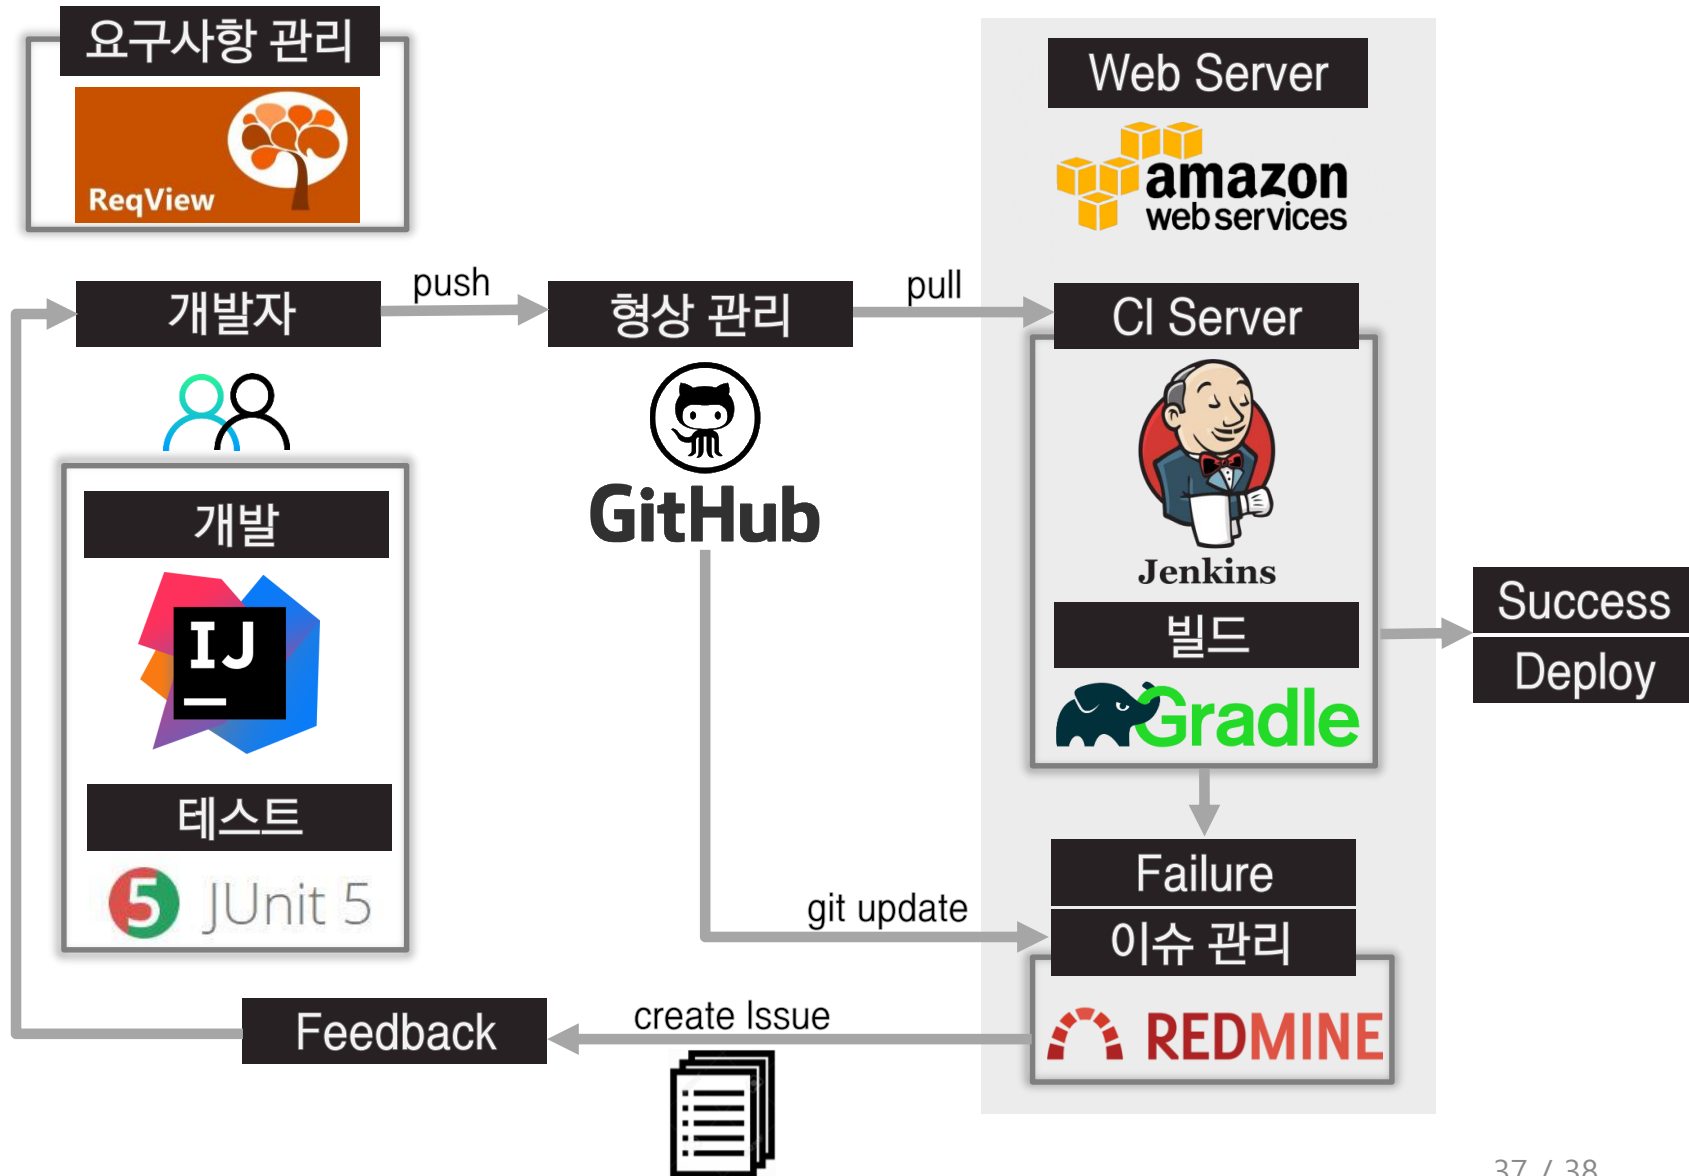 요구사항 관리
ReqView
Web Server
amazon
web services
개발자
push
형상 관리
pull
CI Server
GitHub
개발
IJ
Jenkins
빌드
Gradle
Success
Deploy
테스트
5 JUnit 5
Failure
git update
이슈 관리
Feedback
create Issue
REDMINE
37 / 38